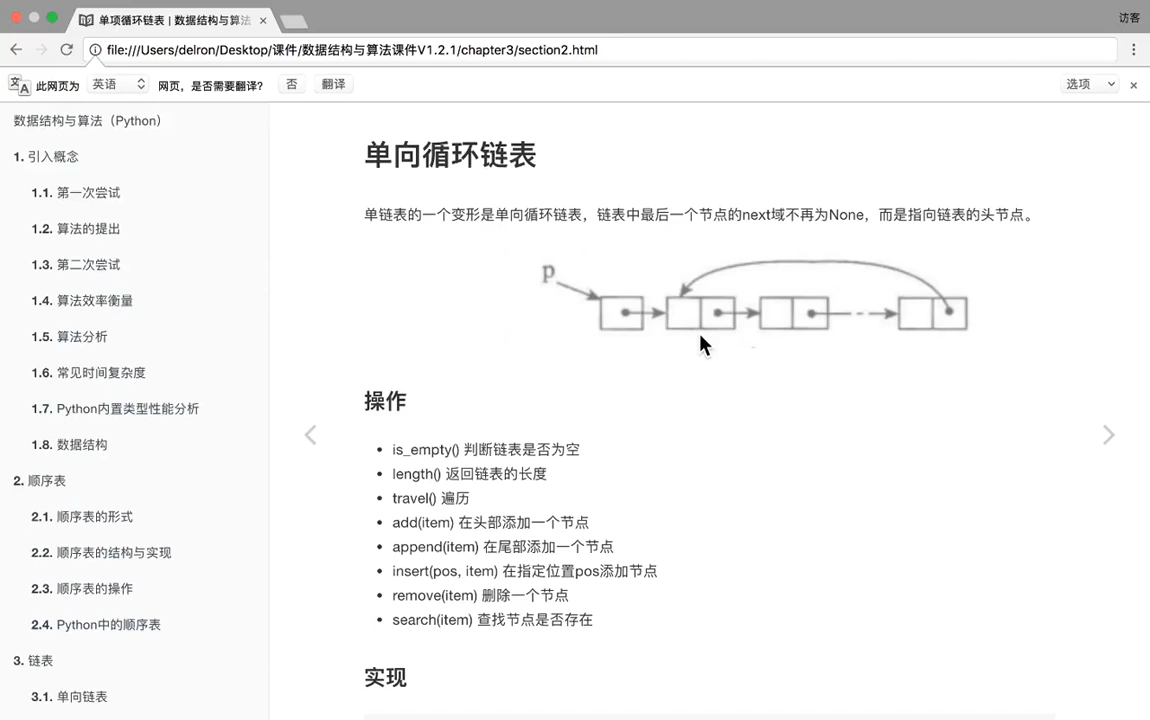 单项循环链表 | 数据结构与算法
访客
file:///Users/delron/Desktop/课件/数据结构与算法课件V1.2.1/chapter3/section2.html
此网页为 英语 网页，是否需要翻译? 否 翻译 选项
数据结构与算法（Python）
1. 引入概念
1.1. 第一次尝试
1.2. 算法的提出
1.3. 第二次尝试
1.4. 算法效率衡量
1.5. 算法分析
1.6. 常见时间复杂度
1.7. Python内置类型性能分析
1.8. 数据结构
2. 顺序表
2.1. 顺序表的形式
2.2. 顺序表的结构与实现
2.3. 顺序表的操作
2.4. Python中的顺序表
3. 链表
3.1. 单向链表
单向循环链表
单链表的一个变形是单向循环链表，链表中最后一个节点的next域不再为None，而是指向链表的头节点。
p
操作
is_empty() 判断链表是否为空
length() 返回链表的长度
travel() 遍历
add(item) 在头部添加一个节点
append(item) 在尾部添加一个节点
insert(pos, item) 在指定位置pos添加节点
remove(item) 删除一个节点
search(item) 查找节点是否存在
实现